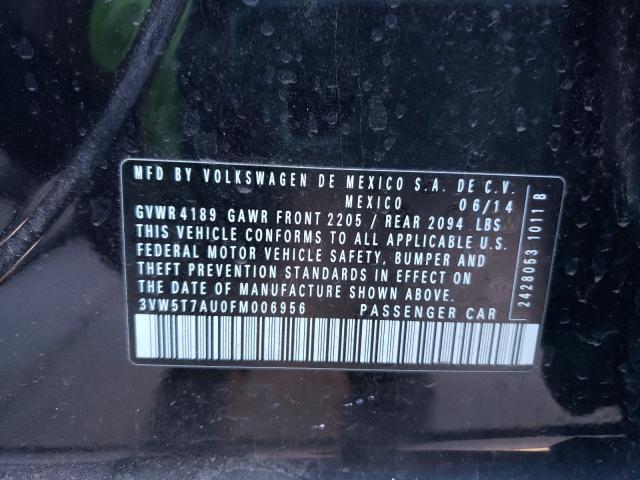 MFD BY VOLKSWAGEN DE MEXICO S.A. DE C.V.
MEXICO 06/14
GVWR4189 GAWR FRONT 2205 / REAR 2094 LBS
THIS VEHICLE CONFORMS TO ALL APPLICABLE U.S.
FEDERAL MOTOR VEHICLE SAFETY, BUMPER AND
THEFT PREVENTION STANDARDS IN EFFECT ON
THE DATE OF MANUFACTURE SHOWN ABOVE.
3VW5T7AU0FM006956 PASSENGER CAR
2428053 1011 B